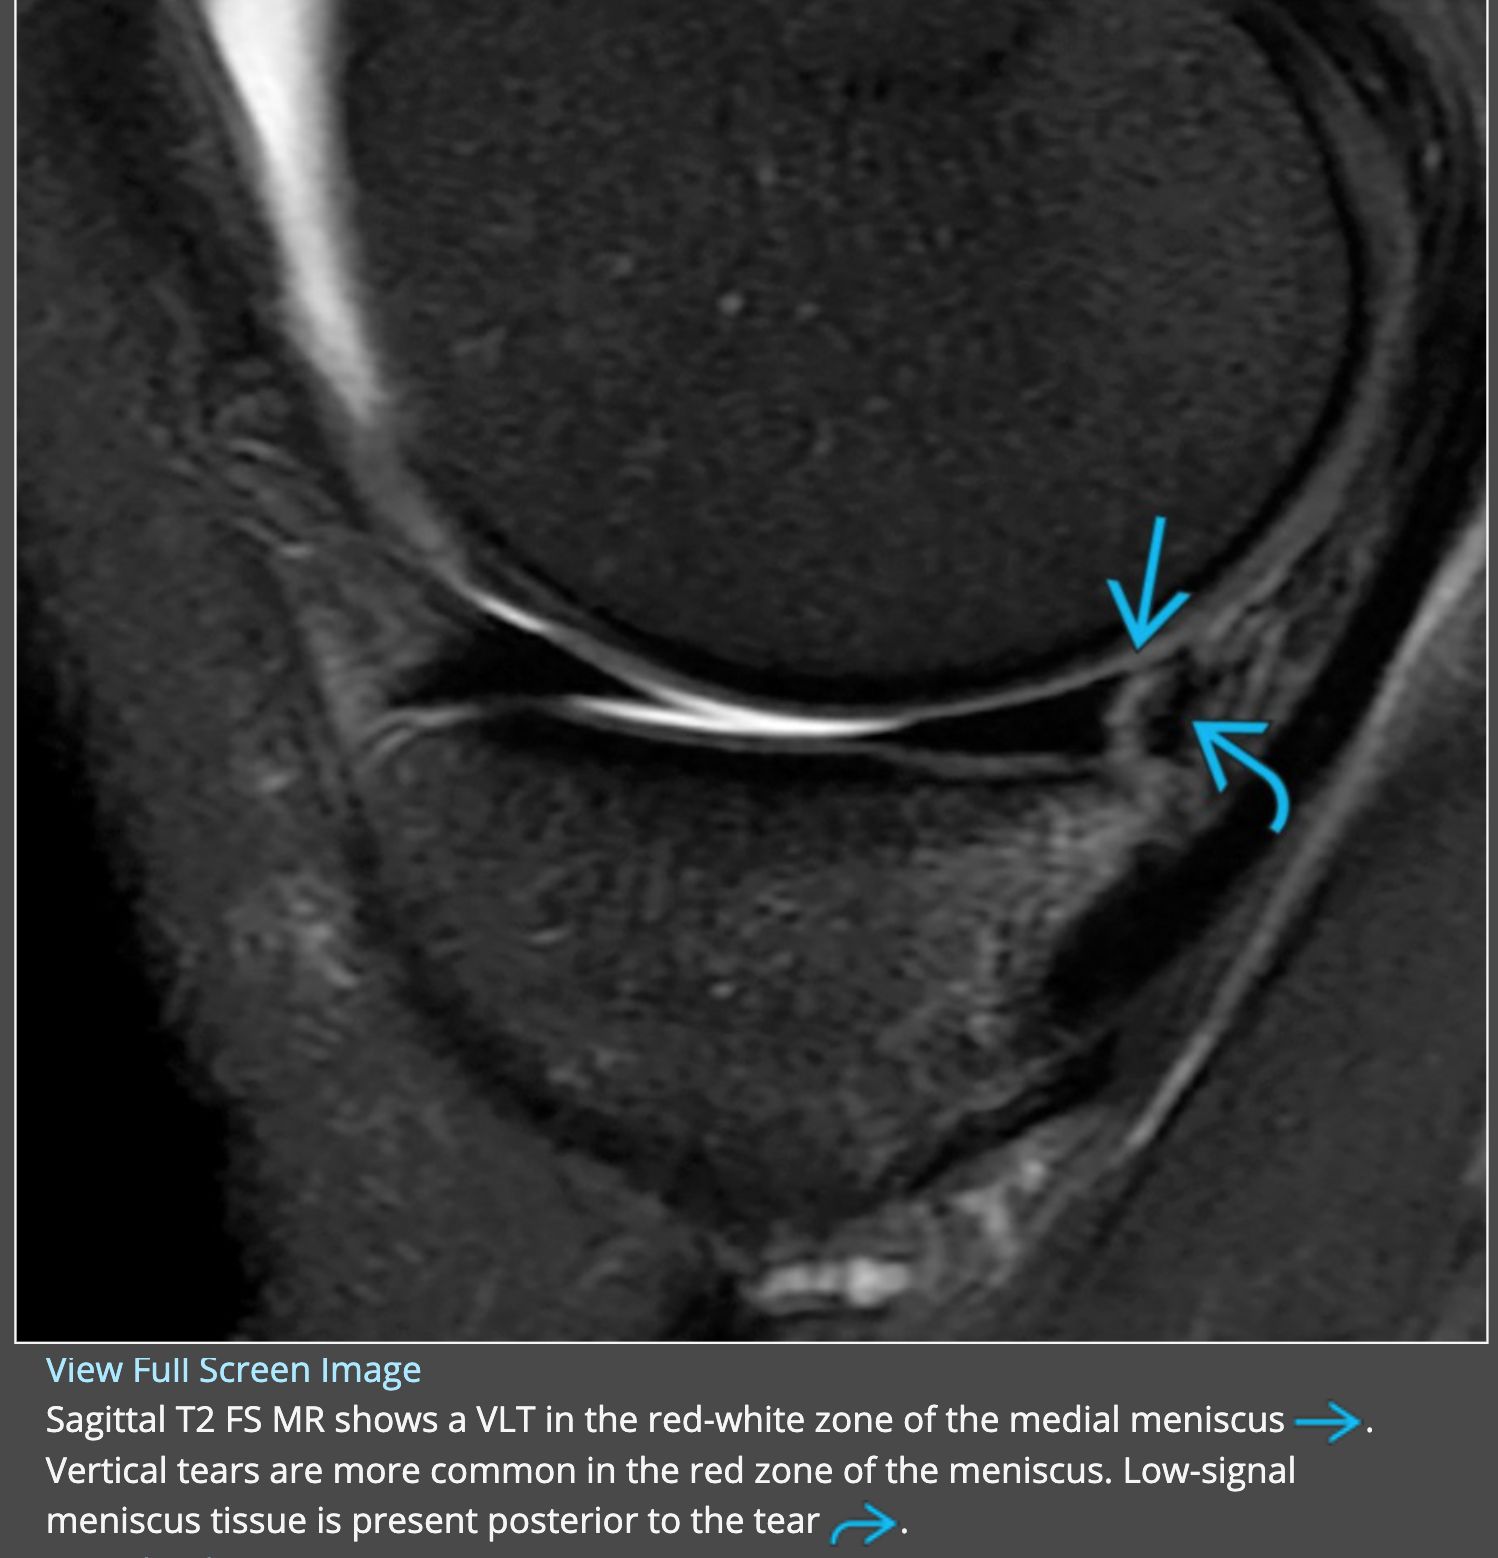 View Full Screen Image
Sagittal T2 FS MR shows a VLT in the red-white zone of the medial meniscus →.
Vertical tears are more common in the red zone of the meniscus. Low-signal
meniscus tissue is present posterior to the tear ↷.